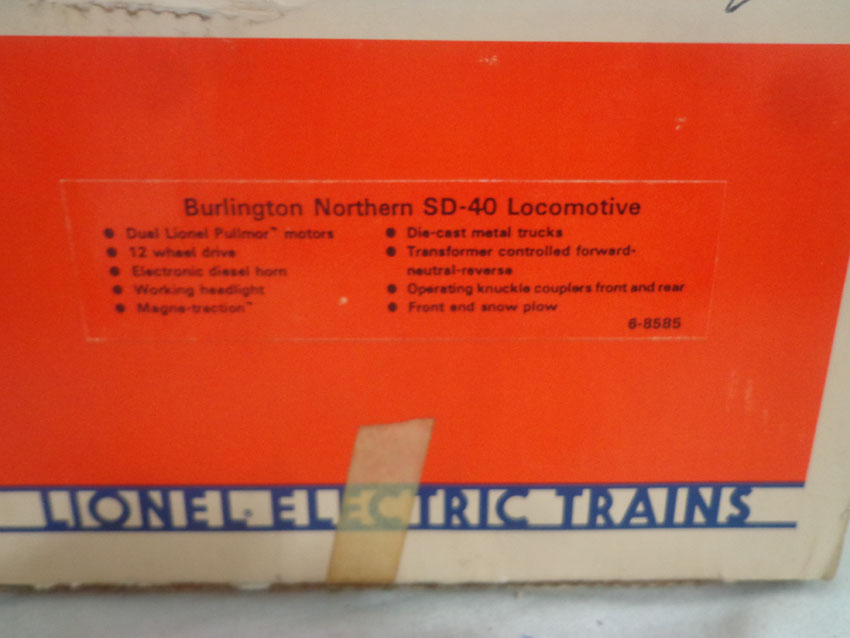 Burlington Northern SD-40 Locomotive
● Dual Lionel Pullmor™ motors
● 12 wheel drive
● Electronic diesel horn
● Working headlight
● Magne-traction™
● Die-cast metal trucks
● Transformer controlled forward-
neutral-reverse
● Operating knuckle couplers front and rear
● Front end snow plow
6-8585
LIONEL® ELECTRIC TRAINS